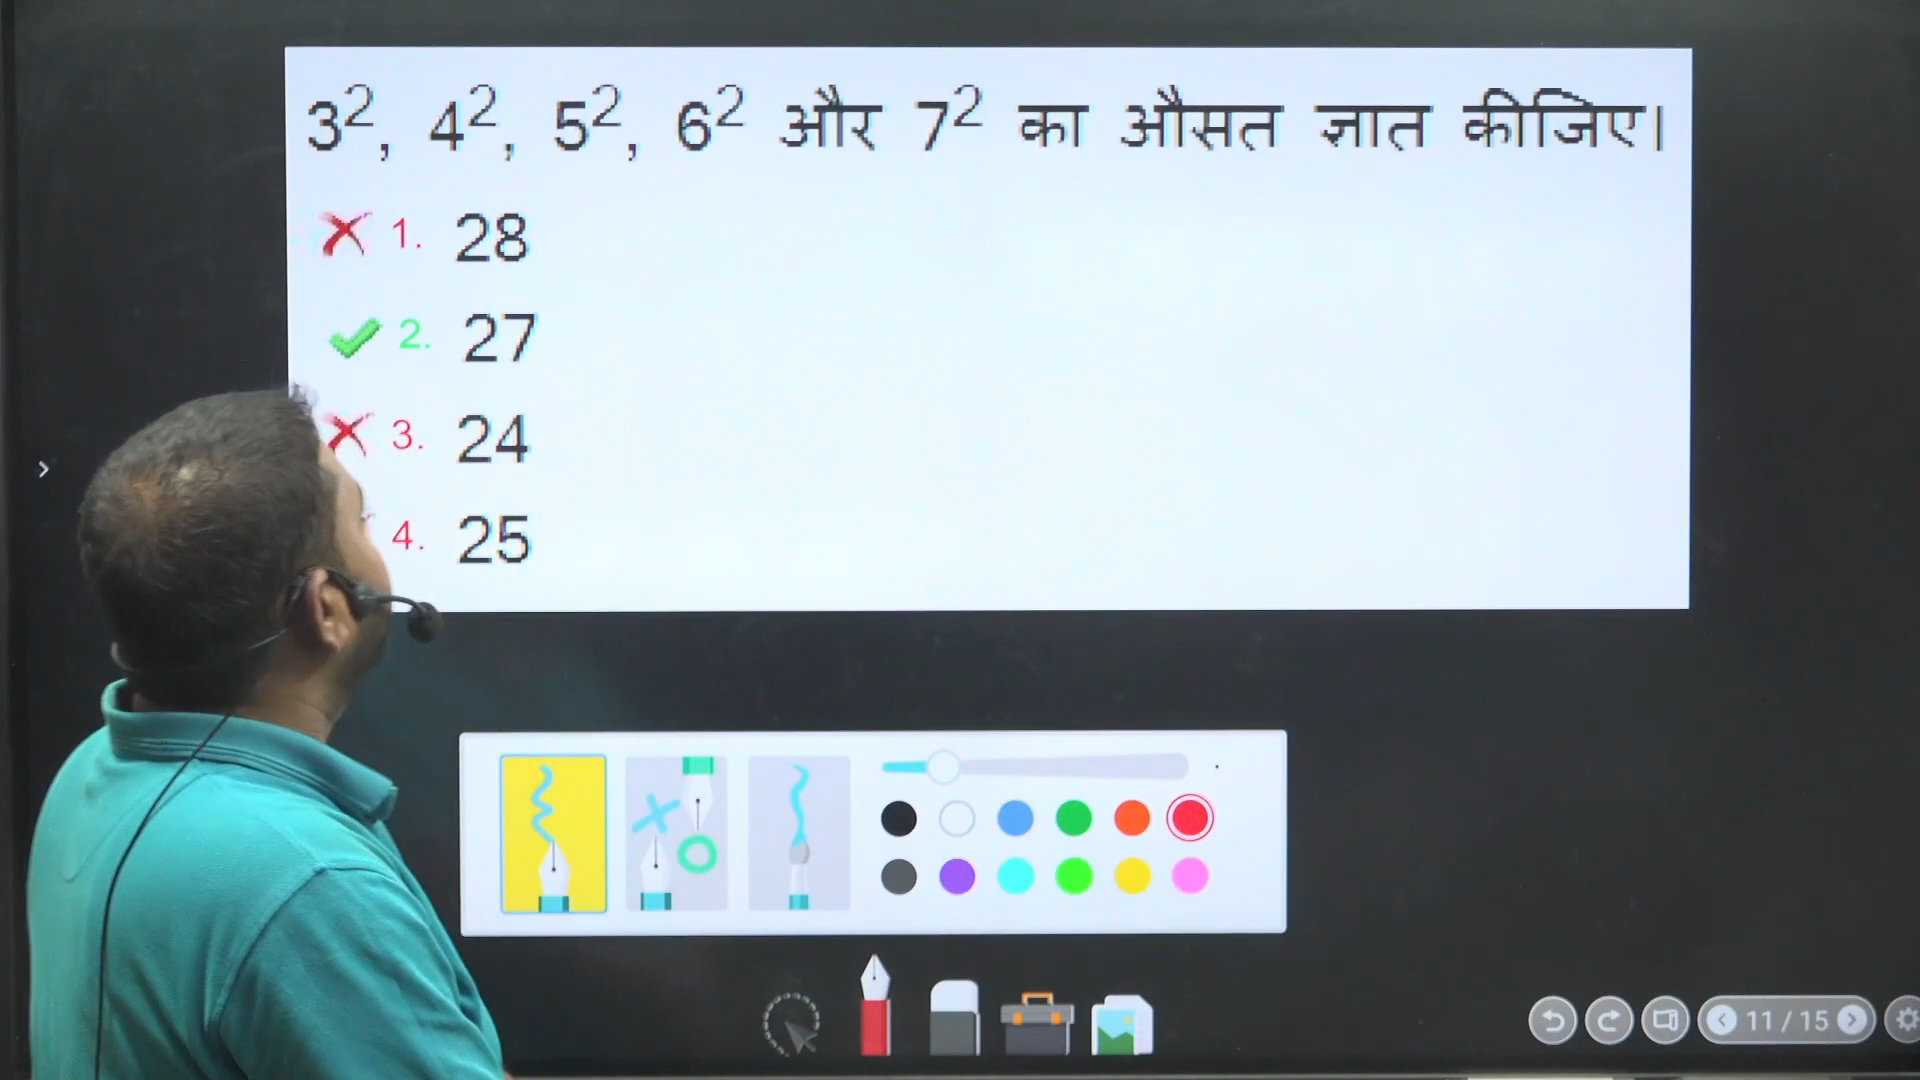 3², 4², 5², 6² और 7² का औसत ज्ञात कीजिए।
1. 28
2. 27
3. 24
4. 25
11 / 15